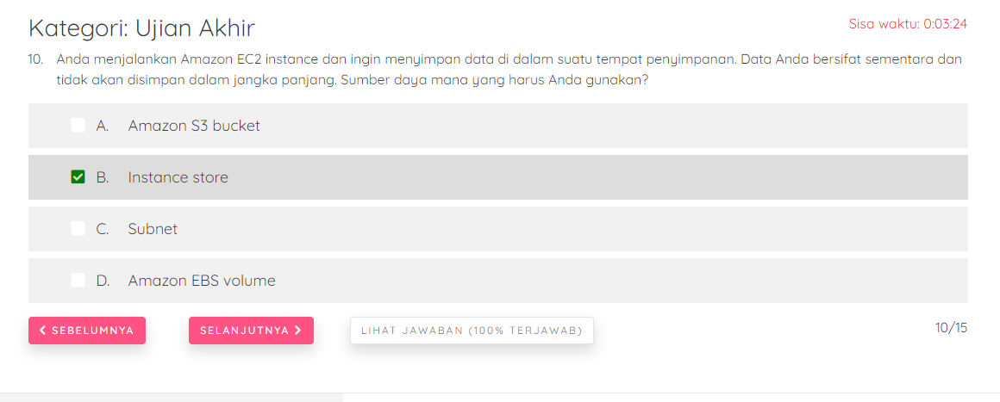 Kategori: Ujian Akhir
Sisa waktu: 0:03:24
10. Anda menjalankan Amazon EC2 instance dan ingin menyimpan data di dalam suatu tempat penyimpanan. Data Anda bersifat sementara dan
tidak akan disimpan dalam jangka panjang. Sumber daya mana yang harus Anda gunakan?
A. Amazon S3 bucket
B. Instance store
C. Subnet
D. Amazon EBS volume
SEBELUMNYA
SELANJUTNYA
LIHAT JAWABAN (100% TERJAWAB)
10/15